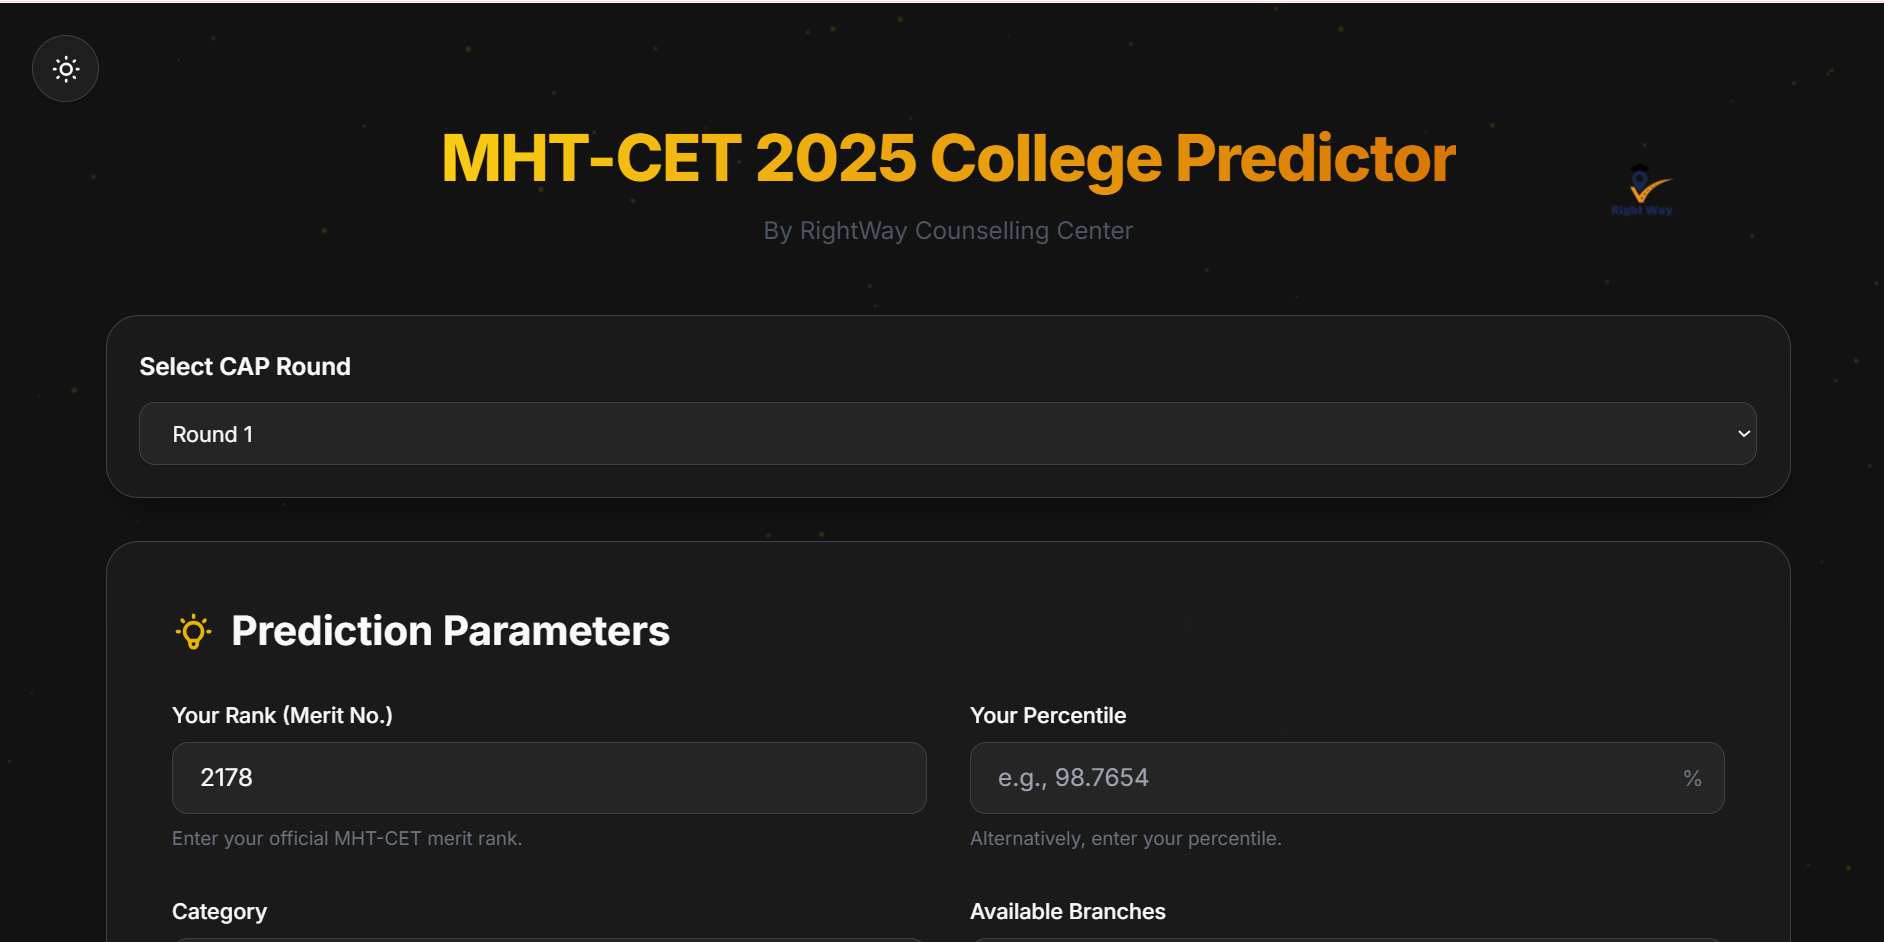 MHT-CET 2025 College Predictor
Right Way
By RightWay Counselling Center
Select CAP Round
Round 1
Prediction Parameters
Your Rank (Merit No.)
Your Percentile
2178
e.g., 98.7654
%
Enter your official MHT-CET merit rank.
Alternatively, enter your percentile.
Category
Available Branches